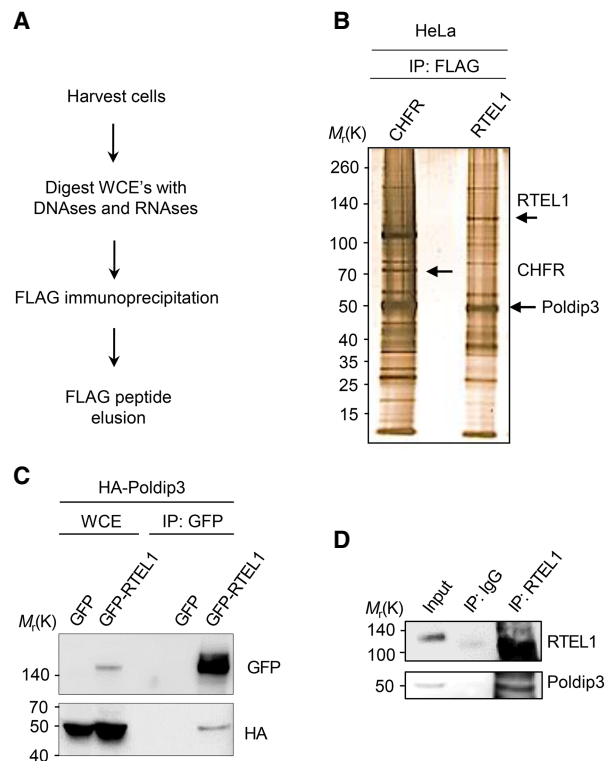 A
Harvest cells
Digest WCE's with
DNAses and RNAses
FLAG immunoprecipitation
FLAG peptide
elusion
B
HeLa
IP: FLAG
Mr(K)
CHFR
RTEL1
260
140
100
70
50
40
35
25
15
RTEL1
CHFR
Poldip3
C
HA-Poldip3
WCE
IP: GFP
Mr(K)
GFP
GFP-RTEL1
GFP
GFP-RTEL1
140
GFP
70
50
40
HA
D
Mr(K)
Input
IP: IgG
IP: RTEL1
140
100
RTEL1
50
Poldip3